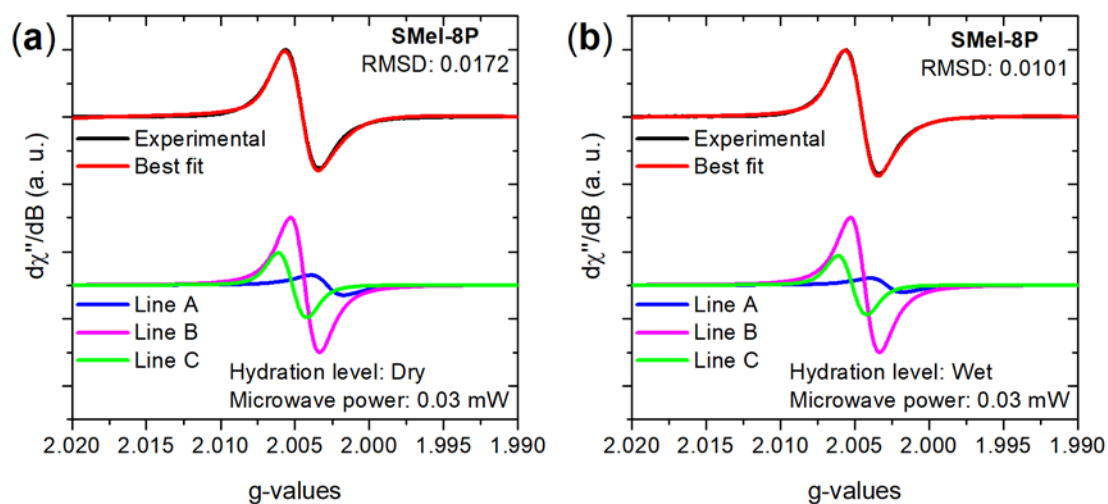 (a)
SMel-8P
RMSD: 0.0172
Experimental
Best fit
dχ''/dB (a. u.)
Line A
Line B
Line C
Hydration level: Dry
Microwave power: 0.03 mW
2.020 2.015 2.010 2.005 2.000 1.995 1.990
g-values
(b)
SMel-8P
RMSD: 0.0101
Experimental
Best fit
dχ''/dB (a. u.)
Line A
Line B
Line C
Hydration level: Wet
Microwave power: 0.03 mW
2.020 2.015 2.010 2.005 2.000 1.995 1.990
g-values